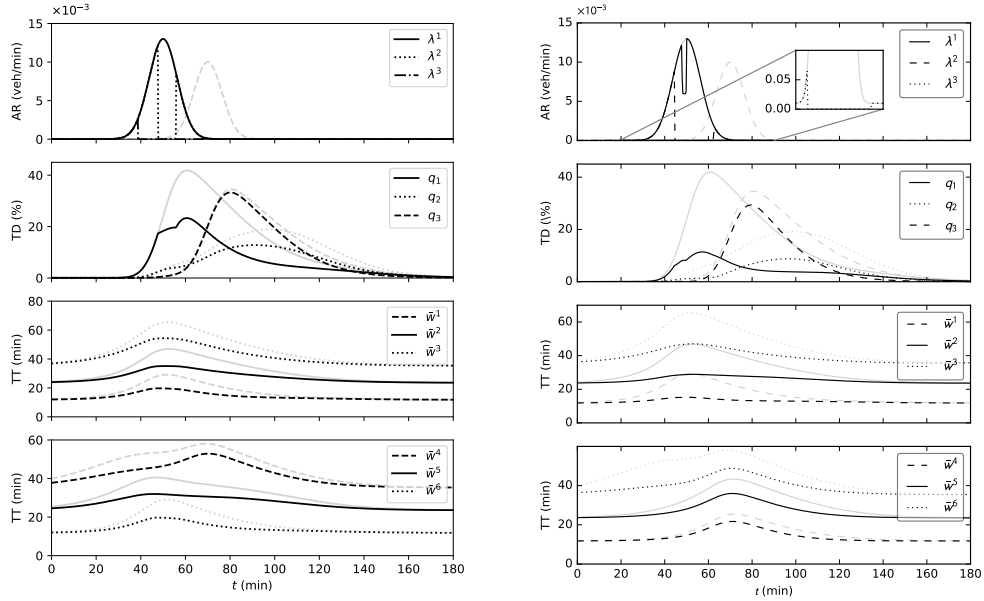 ×10⁻³
15
10
5
0
AR (veh/min)
λ¹
λ²
λ³
40
20
0
TD (%)
q₁
q₂
q₃
80
60
40
20
0
TT (min)
w̄¹
w̄²
w̄³
60
40
20
0
TT (min)
w̄⁴
w̄⁵
w̄⁶
0 20 40 60 80 100 120 140 160 180
t (min)
×10⁻³
15
10
5
0
AR (veh/min)
0.05
0.00
λ¹
λ²
λ³
40
20
0
TD (\%)
q₁
q₂
q₃
60
40
20
0
TT (min)
w̄¹
w̄²
w̄³
40
20
0
TT (min)
w̄⁴
w̄⁵
w̄⁶
0 20 40 60 80 100 120 140 160 180
t (min)